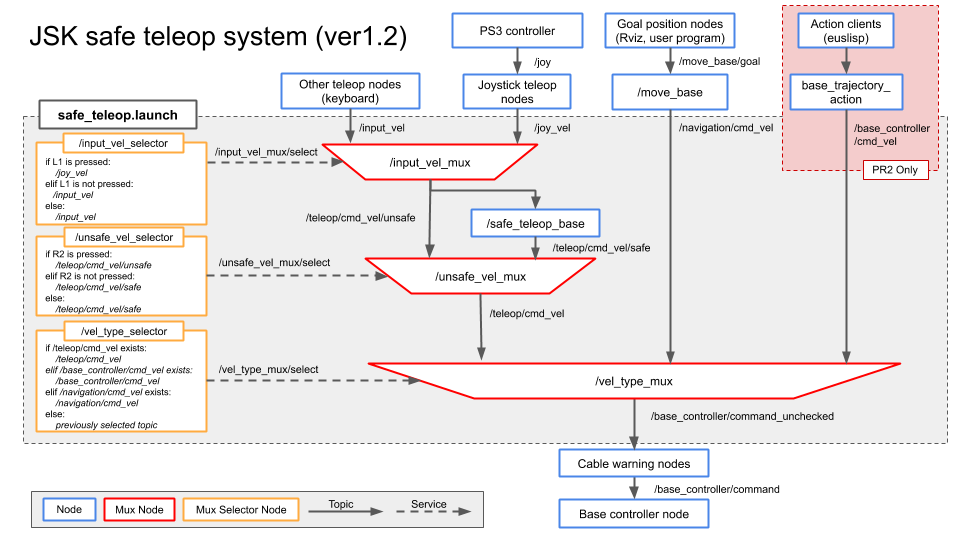 JSK safe teleop system (ver1.2)
PS3 controller
Goal position nodes
(Rviz, user program)
Action clients
(euslisp)
/joy
/move_base/goal
Other teleop nodes
(keyboard)
Joystick teleop
nodes
/move_base
base_trajectory_
action
safe_teleop.launch
/input_vel
/joy_vel
/navigation/cmd_vel
/base_controller
/cmd_vel
PR2 Only
/input_vel_selector
if L1 is pressed:
/joy_vel
elif L1 is not pressed:
/input_vel
else:
/input_vel
/input_vel_mux/select
/input_vel_mux
/teleop/cmd_vel/unsafe
/safe_teleop_base
/teleop/cmd_vel/safe
/unsafe_vel_selector
if R2 is pressed:
/teleop/cmd_vel/unsafe
elif R2 is not pressed:
/teleop/cmd_vel/safe
else:
/teleop/cmd_vel/safe
/unsafe_vel_mux/select
/unsafe_vel_mux
/teleop/cmd_vel
/vel_type_selector
if /teleop/cmd_vel exists:
/teleop/cmd_vel
elif /base_controller/cmd_vel exists:
/base_controller/cmd_vel
elif /navigation/cmd_vel exists:
/navigation/cmd_vel
else:
previously selected topic
/vel_type_mux/select
/vel_type_mux
/base_controller/command_unchecked
Cable warning nodes
/base_controller/command
Base controller node
Node
Mux Node
Mux Selector Node
Topic
Service